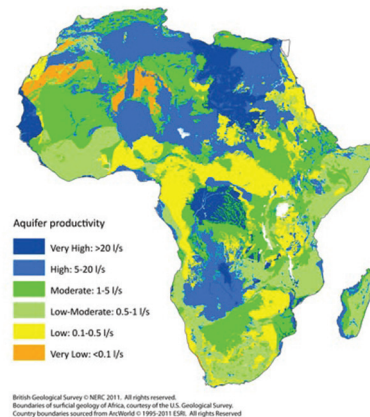 Aquifer productivity
Very High: >20 l/s
High: 5-20 l/s
Moderate: 1-5 l/s
Low-Moderate: 0.5-1 l/s
Low: 0.1-0.5 l/s
Very Low: <0.1 l/s
British Geological Survey © NERC 2011. All rights reserved.
Boundaries of surficial geology of Africa, courtesy of the U.S. Geological Survey.
Country boundaries sourced from ArcWorld © 1995-2011 ESRI. All rights Reserved